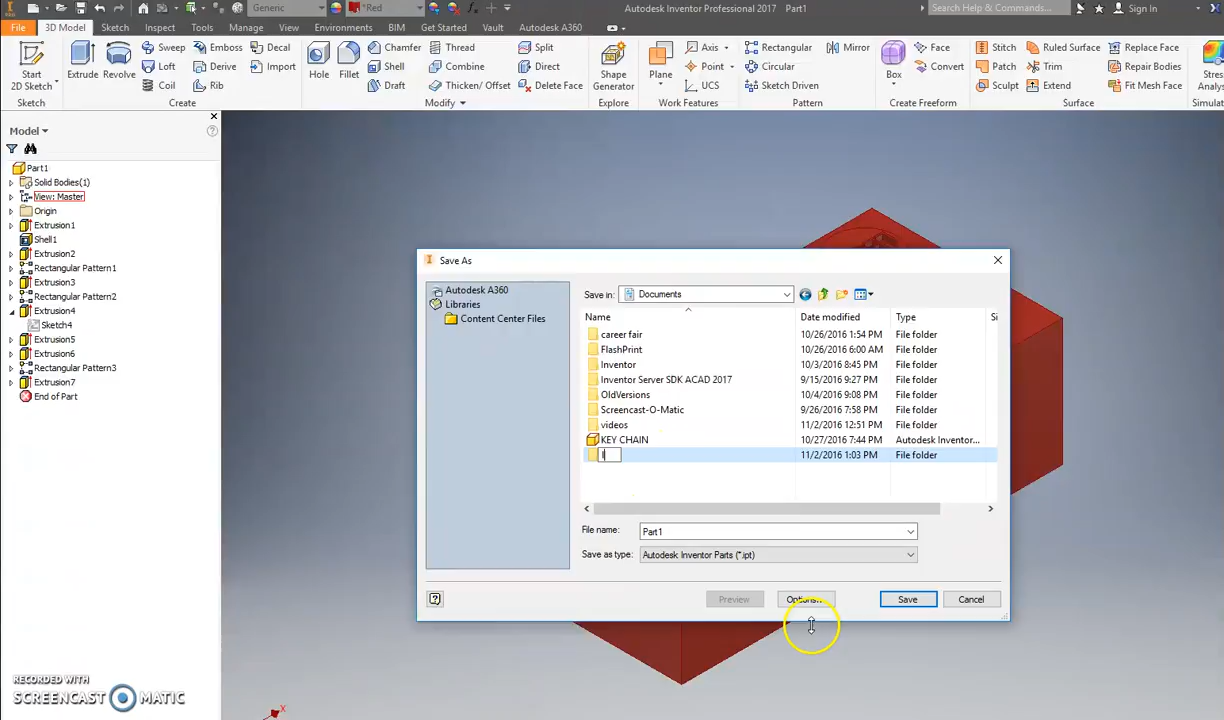 Generic *Red Autodesk Inventor Professional 2017 Part1 Search Help & Commands... Sign In
File 3D Model Sketch Inspect Tools Manage View Environments BIM Get Started Vault Autodesk A360
Start 2D Sketch Extrude Revolve Sweep Emboss Decal Hole Fillet Chamfer Thread Split Shape Generator Plane Axis Rectangular Mirror Box Face Stitch Ruled Surface Replace Face Stress Analys
Loft Derive Import Shell Combine Direct Point Circular Convert Patch Trim Repair Bodies
Coil Rib Draft Thicken/ Offset Delete Face UCS Sketch Driven Sculpt Extend Fit Mesh Face
Sketch Create Modify Explore Work Features Pattern Create Freeform Surface Simulati
Model
Part1
Solid Bodies(1)
View: Master
Origin
Extrusion1
Shell1
Extrusion2
Rectangular Pattern1
Extrusion3
Rectangular Pattern2
Extrusion4
Sketch4
Extrusion5
Extrusion6
Rectangular Pattern3
Extrusion7
End of Part
Save As
Autodesk A360
Libraries
Content Center Files
Save in: Documents
Name Date modified Type Si
career fair 10/26/2016 1:54 PM File folder
FlashPrint 10/26/2016 6:00 AM File folder
Inventor 10/3/2016 8:45 PM File folder
Inventor Server SDK ACAD 2017 9/15/2016 9:27 PM File folder
OldVersions 10/4/2016 9:08 PM File folder
Screencast-O-Matic 9/26/2016 7:58 PM File folder
videos 11/2/2016 12:51 PM File folder
KEY CHAIN 10/27/2016 7:44 PM Autodesk Inventor...
11/2/2016 1:03 PM File folder
File name: Part1
Save as type: Autodesk Inventor Parts (*.ipt)
Preview Options... Save Cancel
RECORDED WITH
SCREENCAST MATIC
X